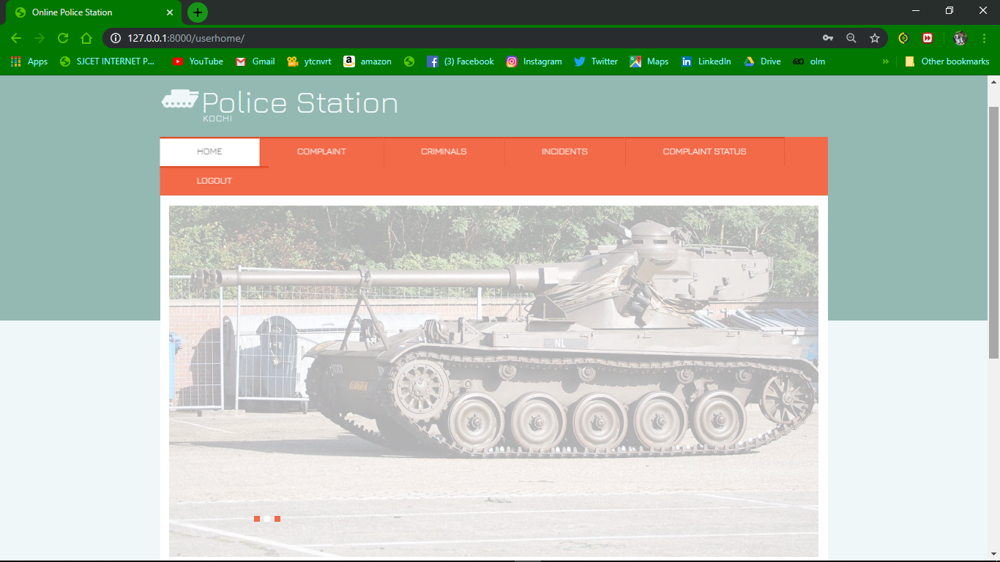 Online Police Station
127.0.0.1:8000/userhome/
Apps SJCET INTERNET P... YouTube Gmail ytcnvrt amazon (3) Facebook Instagram Twitter Maps LinkedIn Drive olm » Other bookmarks
Police Station
KOCHI
HOME COMPLAINT CRIMINALS INCIDENTS COMPLAINT STATUS
LOGOUT
NL